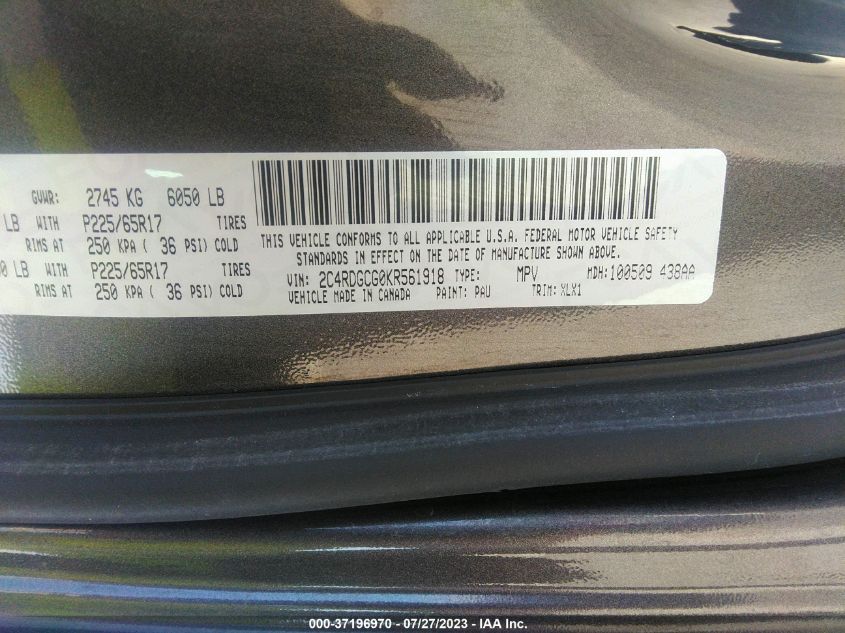 GVWR: 2745 KG 6050 LB
LB WITH P225/65R17 TIRES
RIMS AT 250 KPA ( 36 PSI) COLD
0 LB WITH P225/65R17 TIRES
RIMS AT 250 KPA ( 36 PSI) COLD
THIS VEHICLE CONFORMS TO ALL APPLICABLE U.S.A. FEDERAL MOTOR VEHICLE SAFETY
STANDARDS IN EFFECT ON THE DATE OF MANUFACTURE SHOWN ABOVE.
VIN: 2C4RDGCG0KR561918 TYPE: MPV MDH:100509 438AA
VEHICLE MADE IN CANADA PAINT: PAU TRIM: XLX1
000-37196970 - 07/27/2023 - IAA Inc.